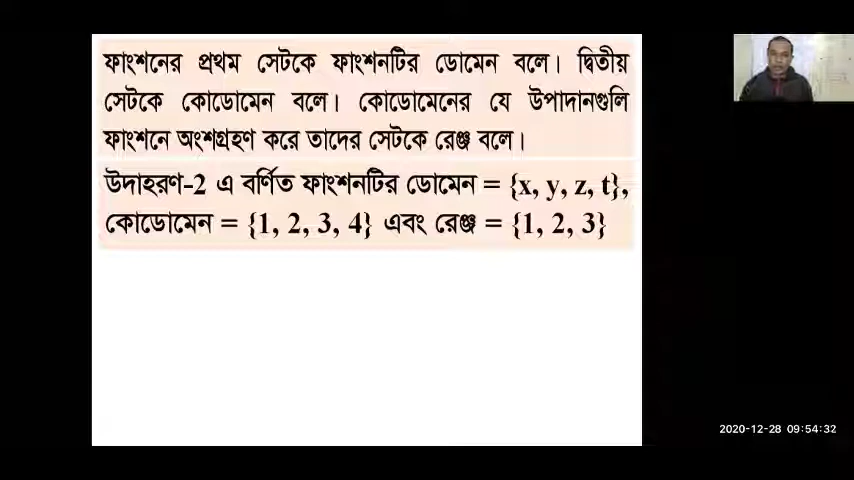 ফাংশনের প্রথম সেটকে ফাংশনটির ডোমেন বলে। দ্বিতীয়
সেটকে কোডোমেন বলে। কোডোমেনের যে উপাদানগুলি
ফাংশনে অংশগ্রহণ করে তাদের সেটকে রেঞ্জ বলে।
উদাহরণ-2 এ বর্ণিত ফাংশনটির ডোমেন = {x, y, z, t},
কোডোমেন = {1, 2, 3, 4} এবং রেঞ্জ = {1, 2, 3}
2020-12-28 09:54:32